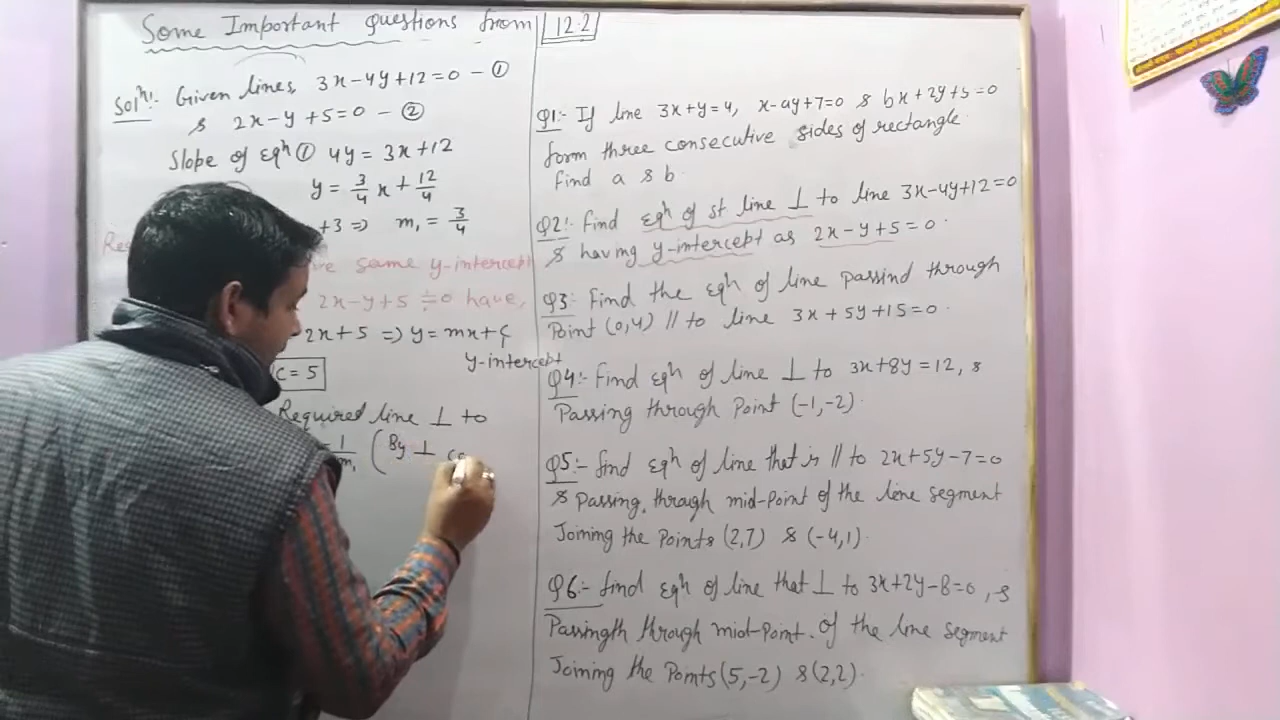 Some Important questions from 12.2
Solⁿ:- Given lines, 3x-4y+12=0 - ①
& 2x-y+5=0 - ②
Slope of Eqⁿ ① 4y = 3x+12
y = 3/4 x + 12/4
+3 => m₁ = 3/4
same y-intercept
2x-y+5=0 have,
2x+5 => y=mx+c
y-intercept
c=5
Required line ⊥ to
(By ⊥
Q1:- If line 3x+y=4, x-ay+7=0 & bx+2y+5=0
form three consecutive sides of rectangle.
find a & b.
Q2:- Find Eqⁿ of st line ⊥ to line 3x-4y+12=0
& having y-intercept as 2x-y+5=0.
Q3:- Find the Eqⁿ of line passind through
Point (0,4) // to line 3x+5y+15=0.
Q4:- Find Eqⁿ of line ⊥ to 3x+8y=12, &
Passing through Point (-1,-2).
Q5:- find Eqⁿ of line that is // to 2x+5y-7=0
& Passing through mid-Point of the line segment
Joining the Points (2,7) & (-4,1).
Q6:- find Eqⁿ of line that ⊥ to 3x+2y-8=0, &
Passingth through mid-Point of the line segment
Joining the Points (5,-2) & (2,2).